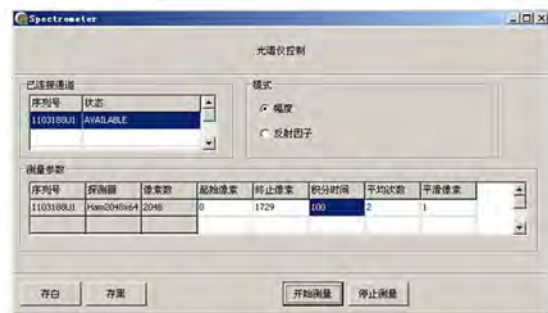 Spectrometer
光谱仪控制
已连接通道
序列号 状态
1103188U1 AVAILABLE
模式
幅度
反射因子
测量参数
序列号 探测器 像素数 起始像素 终止像素 积分时间 平均次数 平滑像素
1103188U1 Ham2048x64 2048 0 1729 100 2 1
存白 存黑 开始测量 停止测量